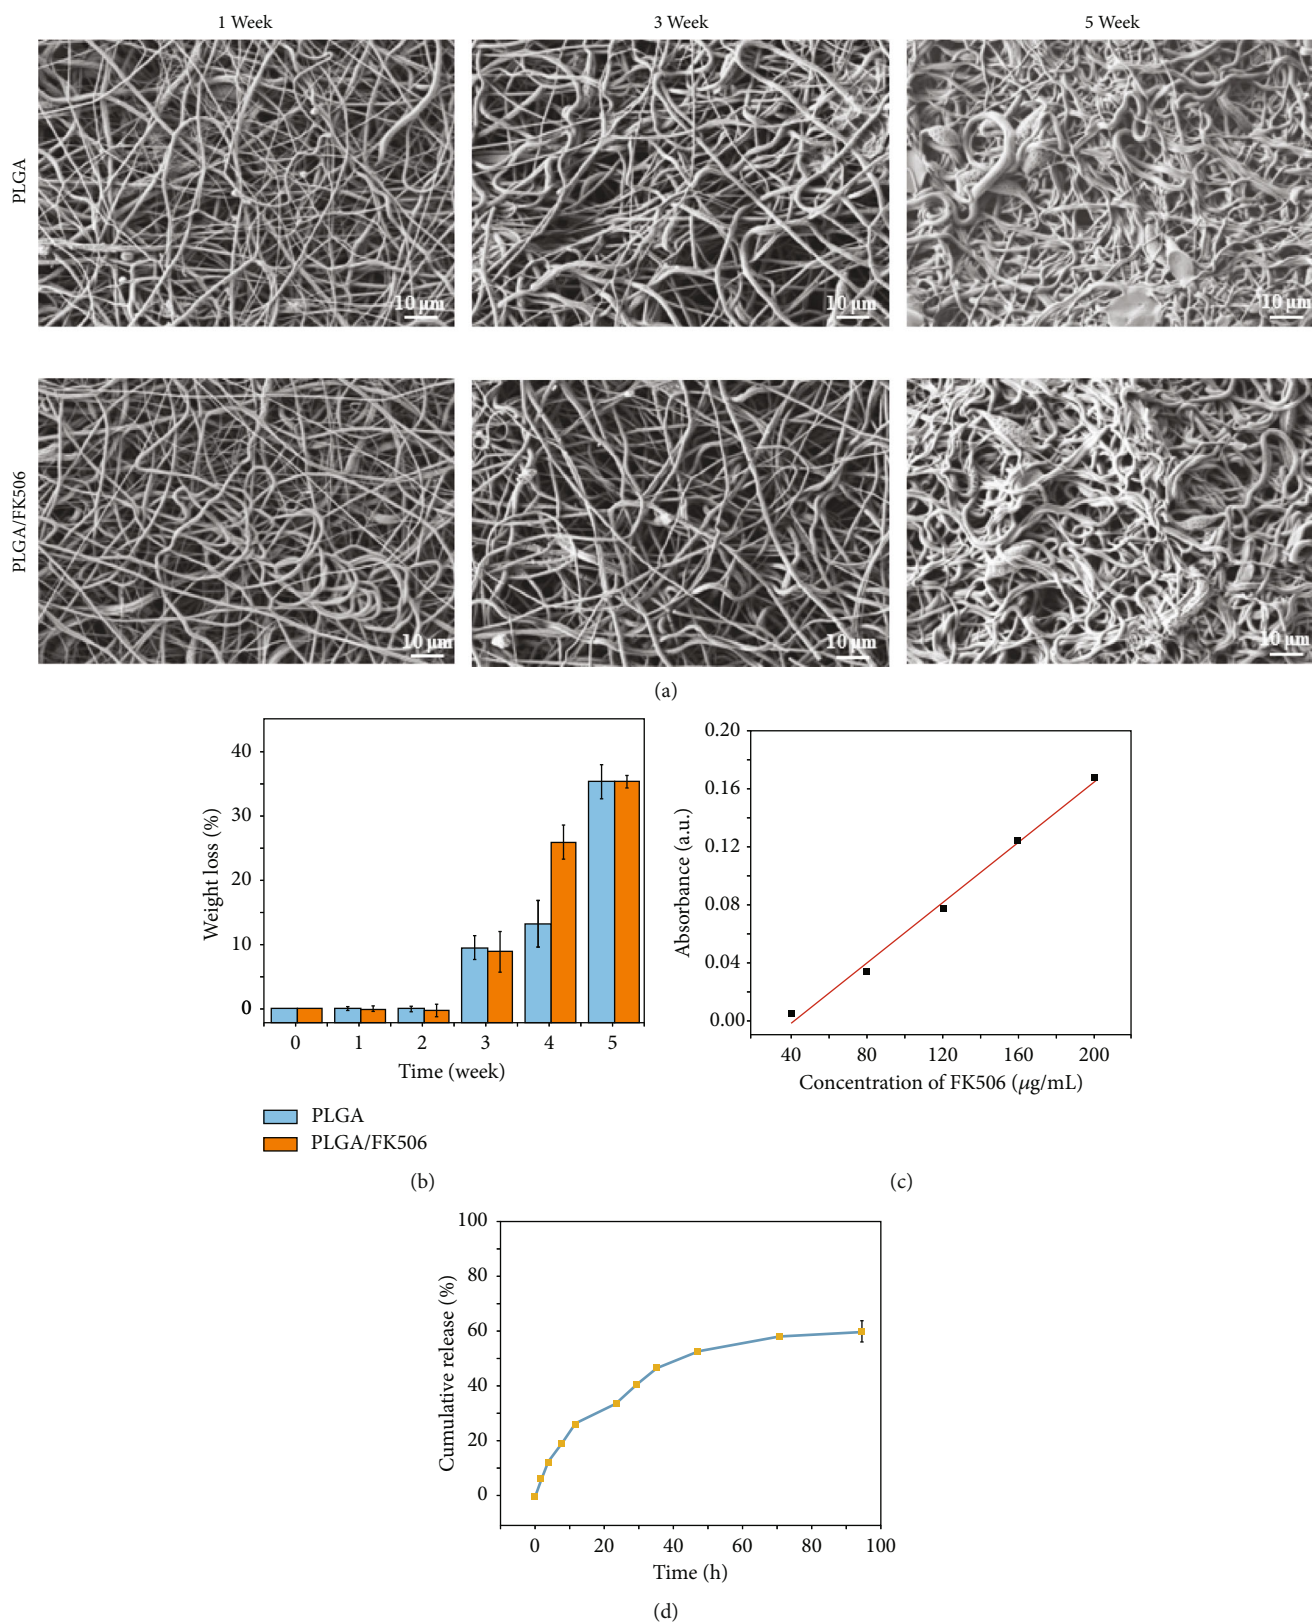 1 Week
3 Week
5 Week
PLGA
10 µm
10 µm
10 µm
PLGA/FK506
10 µm
10 µm
10 µm
(a)
Weight loss (%)
40
30
20
10
0
0 1 2 3 4 5
Time (week)
PLGA
PLGA/FK506
(b)
Absorbance (a.u.)
0.20
0.16
0.12
0.08
0.04
0.00
40 80 120 160 200
Concentration of FK506 (µg/mL)
(c)
Cumulative release (%)
100
80
60
40
20
0
0 20 40 60 80 100
Time (h)
(d)